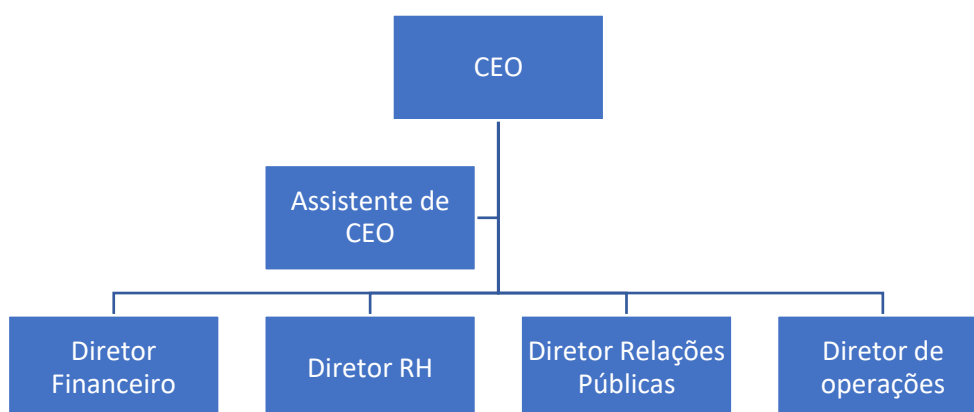 CEO
Assistente de
CEO
Diretor
Financeiro
Diretor RH
Diretor Relações
Públicas
Diretor de
operações